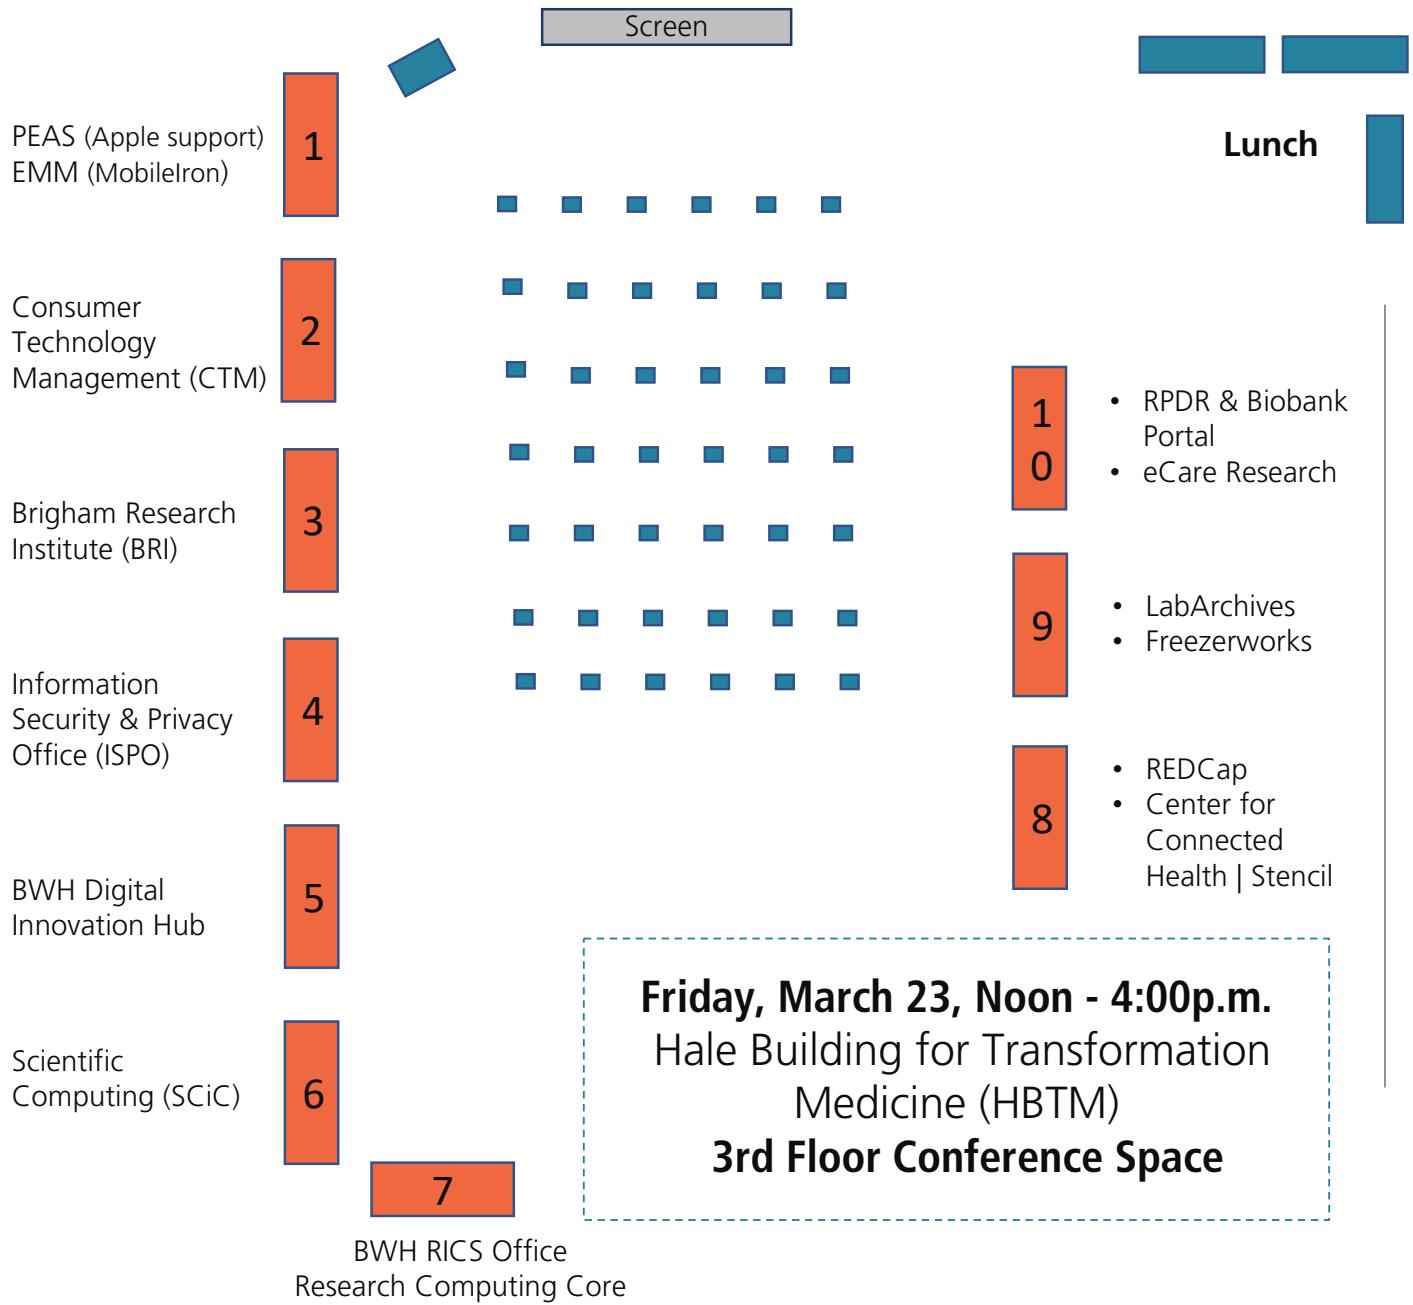 Screen
Lunch
1
PEAS (Apple support)
EMM (MobileIron)
2
Consumer
Technology
Management (CTM)
3
Brigham Research
Institute (BRI)
4
Information
Security & Privacy
Office (ISPO)
5
BWH Digital
Innovation Hub
6
Scientific
Computing (SCiC)
7
BWH RICS Office
Research Computing Core
1
0
• RPDR & Biobank
Portal
• eCare Research
9
• LabArchives
• Freezerworks
8
• REDCap
• Center for
Connected
Health | Stencil
Friday, March 23, Noon - 4:00p.m.
Hale Building for Transformation
Medicine (HBTM)
3rd Floor Conference Space